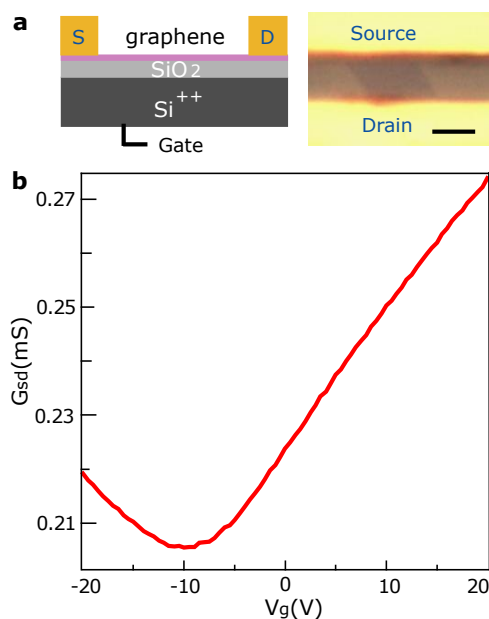 a
S
graphene
D
SiO2
Si++
Gate
Source
Drain
b
0.27
0.25
0.23
0.21
Gsd(mS)
-20
-10
0
10
20
Vg(V)